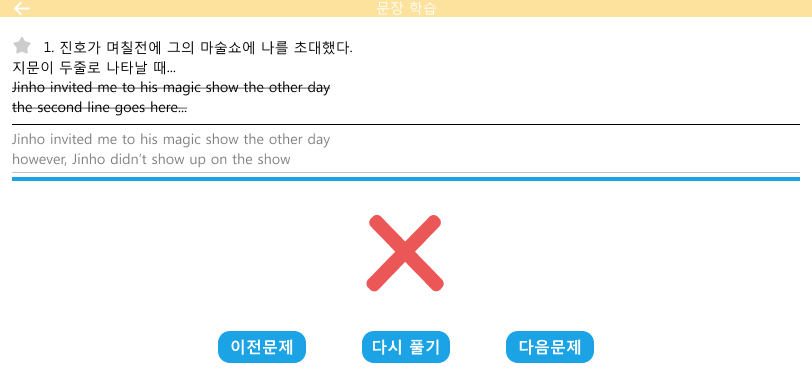 문장 학습
1. 진호가 며칠전에 그의 마술쇼에 나를 초대했다.
지문이 두줄로 나타날 때...
Jinho invited me to his magic show the other day
the second line goes here...
Jinho invited me to his magic show the other day
however, Jinho didn't show up on the show
이전문제 다시 풀기 다음문제